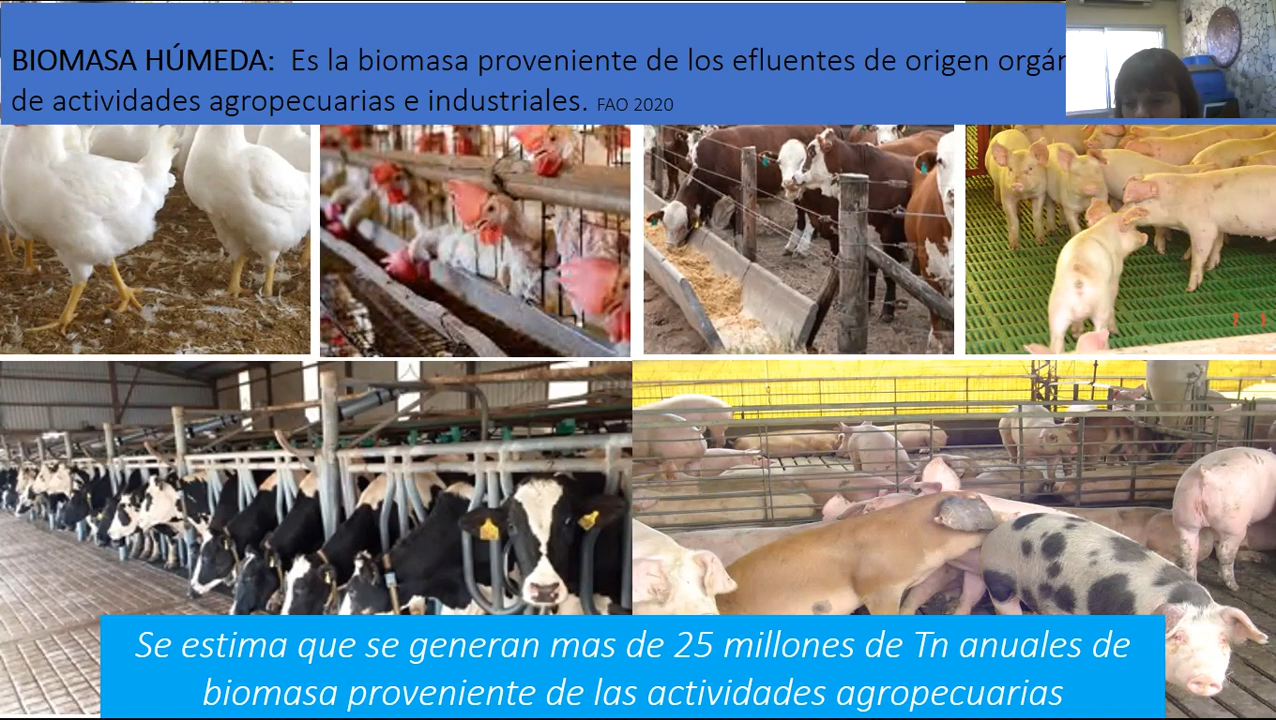 BIOMASA HÚMEDA: Es la biomasa proveniente de los efluentes de origen
de actividades agropecuarias e industriales. FAO 2020
Se estima que se generan mas de 25 millones de Tn anuales de
biomasa proveniente de las actividades agropecuarias